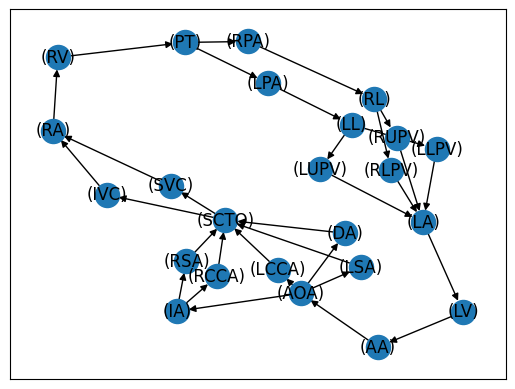 (PT)
(RPA)
(RV)
(LPA)
(RL)
(LL)
(RA)
(RUPV)
(LLPV)
(LUPV)
(RLPV)
(SVC)
(IVC)
(SCTO)
(LA)
(DA)
(RSA)
(LCCA)
(LSA)
(RCCA)
(AOA)
(IA)
(LV)
(AA)